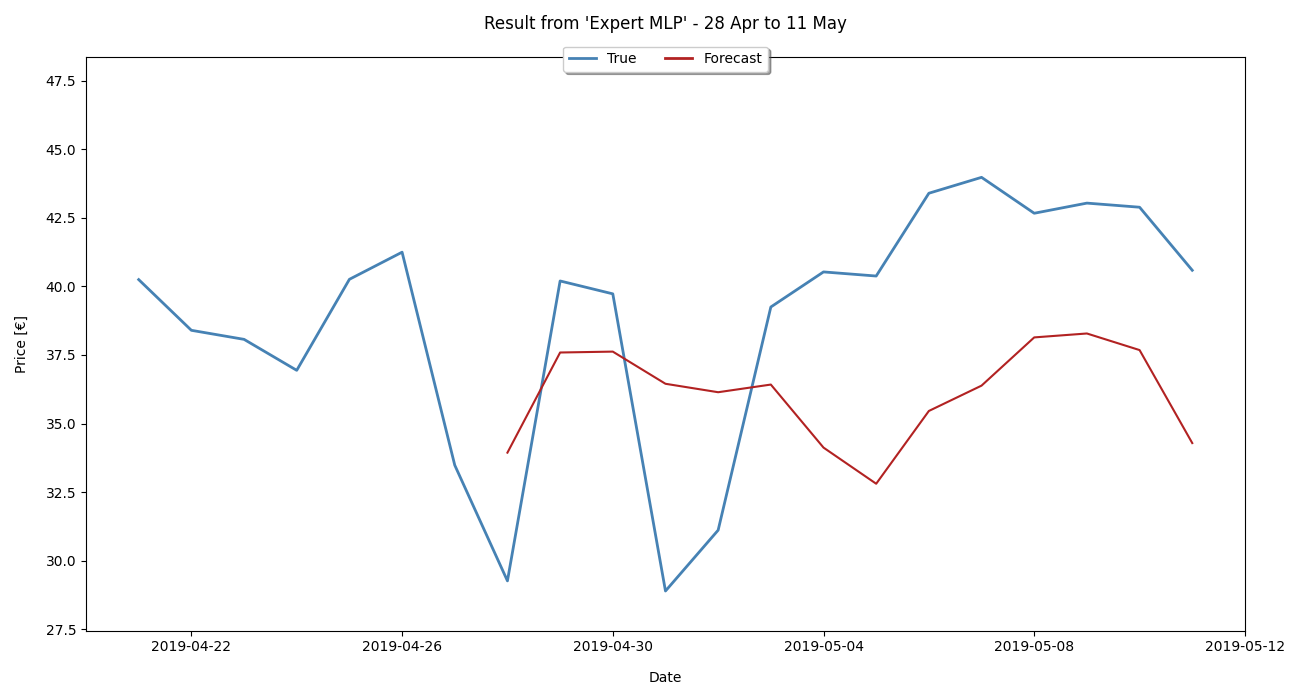 Result from 'Expert MLP' - 28 Apr to 11 May
True Forecast
47.5
45.0
42.5
40.0
37.5
35.0
32.5
30.0
27.5
Price [€]
2019-04-22 2019-04-26 2019-04-30 2019-05-04 2019-05-08 2019-05-12
Date